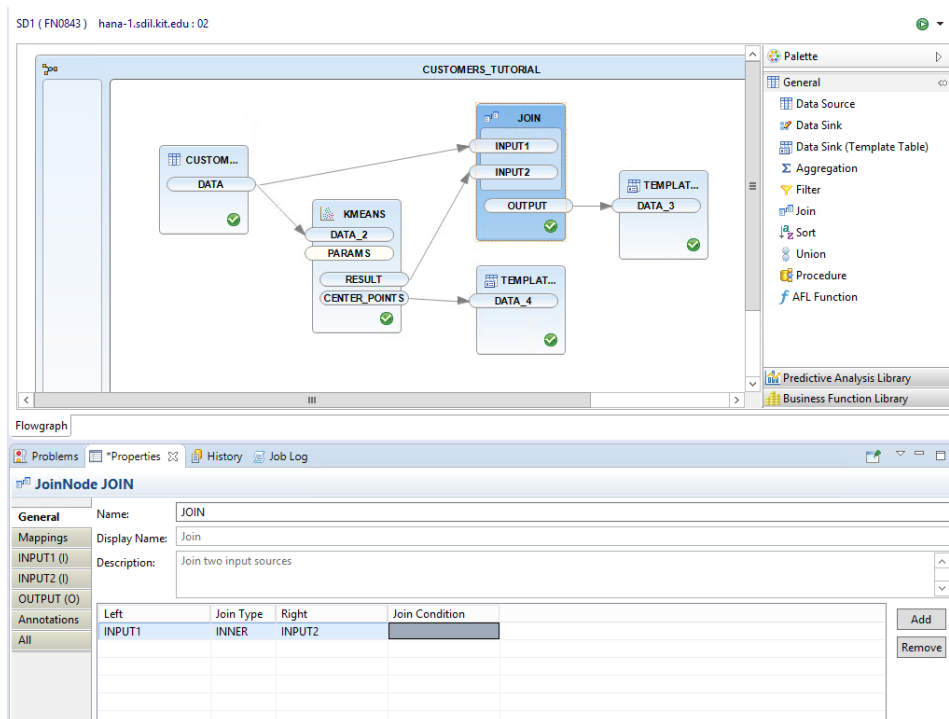 SD1 ( FN0843 ) hana-1.sdil.kit.edu : 02
CUSTOMERS_TUTORIAL
CUSTOM...
DATA
KMEANS
DATA_2
PARAMS
RESULT
CENTER_POINTS
JOIN
INPUT1
INPUT2
OUTPUT
TEMPLAT...
DATA_3
TEMPLAT...
DATA_4
Palette
General
Data Source
Data Sink
Data Sink (Template Table)
Σ Aggregation
Filter
Join
Sort
Union
Procedure
AFL Function
Predictive Analysis Library
Business Function Library
Flowgraph
Problems *Properties History Job Log
JoinNode JOIN
General
Mappings
INPUT1 (I)
INPUT2 (I)
OUTPUT (O)
Annotations
All
Name: JOIN
Display Name: Join
Description: Join two input sources
Left Join Type Right Join Condition
INPUT1 INNER INPUT2
Add
Remove